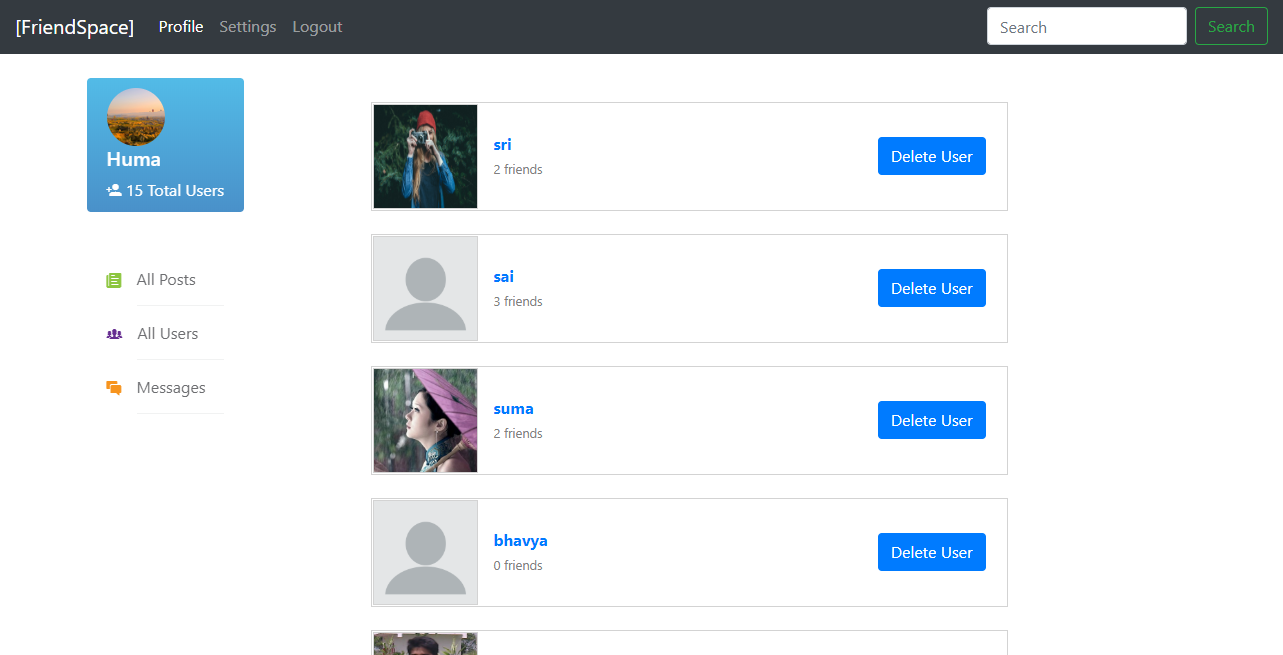 [FriendSpace] Profile Settings Logout Search Search
Huma
15 Total Users
All Posts
All Users
Messages
sri
2 friends
Delete User
sai
3 friends
Delete User
suma
2 friends
Delete User
bhavya
0 friends
Delete User